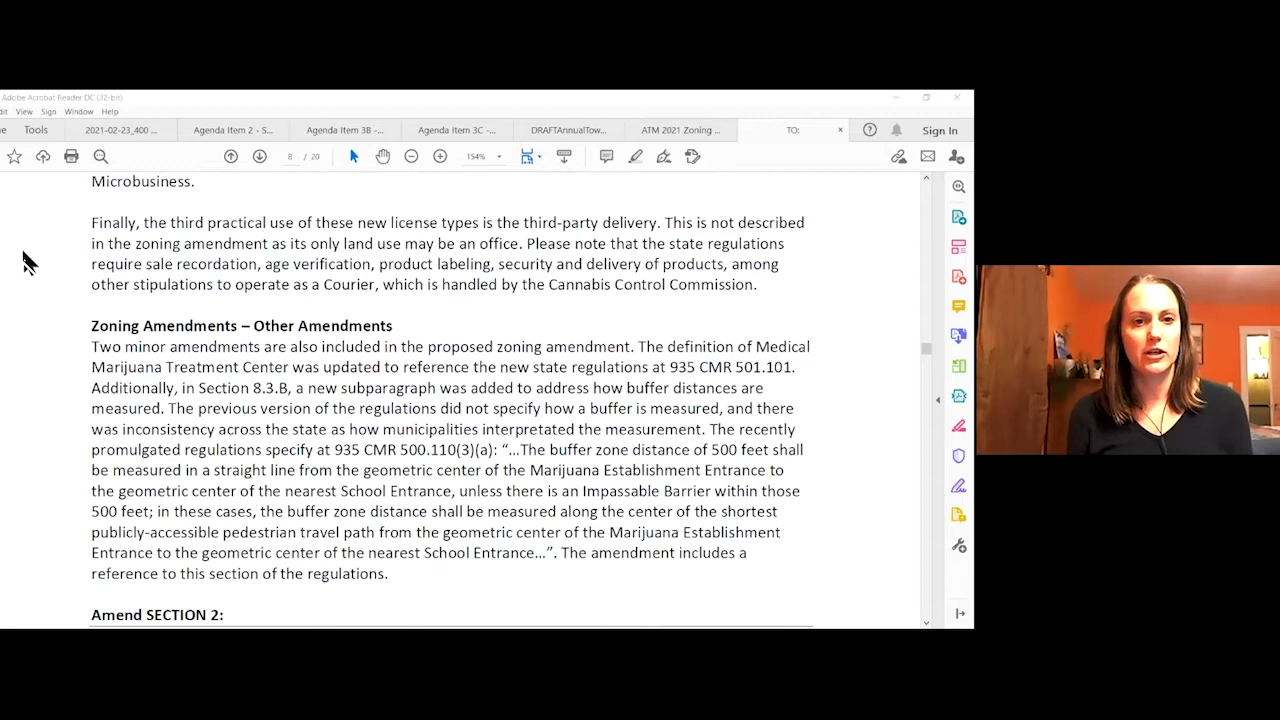 Adobe Acrobat Reader DC (32-bit)
dit View Sign Window Help
e Tools 2021-02-23_400 ... Agenda Item 2 - S... Agenda Item 3B -... Agenda Item 3C -... DRAFTAnnualTow... ATM 2021 Zoning ... TO: × Sign In
8 / 20 154%
Microbusiness.
Finally, the third practical use of these new license types is the third-party delivery. This is not described
in the zoning amendment as its only land use may be an office. Please note that the state regulations
require sale recordation, age verification, product labeling, security and delivery of products, among
other stipulations to operate as a Courier, which is handled by the Cannabis Control Commission.
Zoning Amendments – Other Amendments
Two minor amendments are also included in the proposed zoning amendment. The definition of Medical
Marijuana Treatment Center was updated to reference the new state regulations at 935 CMR 501.101.
Additionally, in Section 8.3.B, a new subparagraph was added to address how buffer distances are
measured. The previous version of the regulations did not specify how a buffer is measured, and there
was inconsistency across the state as how municipalities interpretated the measurement. The recently
promulgated regulations specify at 935 CMR 500.110(3)(a): “…The buffer zone distance of 500 feet shall
be measured in a straight line from the geometric center of the Marijuana Establishment Entrance to
the geometric center of the nearest School Entrance, unless there is an Impassable Barrier within those
500 feet; in these cases, the buffer zone distance shall be measured along the center of the shortest
publicly-accessible pedestrian travel path from the geometric center of the Marijuana Establishment
Entrance to the geometric center of the nearest School Entrance…”. The amendment includes a
reference to this section of the regulations.
Amend SECTION 2: